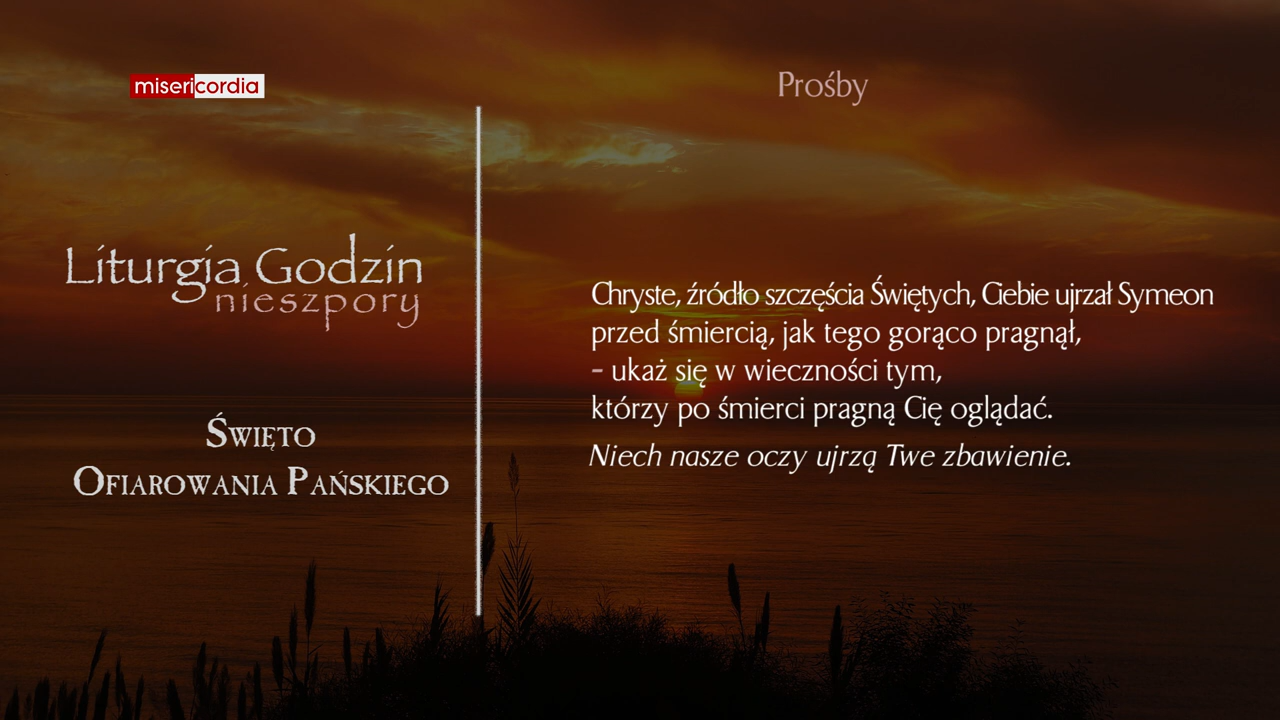 misericordia
Prośby
Liturgia Godzin
nieszpory
Święto
Ofiarowania Pańskiego
Chryste, źródło szczęścia Świętych, Ciebie ujrzał Symeon
przed śmiercią, jak tego gorąco pragnął,
- ukaż się w wieczności tym,
którzy po śmierci pragną Cię oglądać.
Niech nasze oczy ujrzą Twe zbawienie.